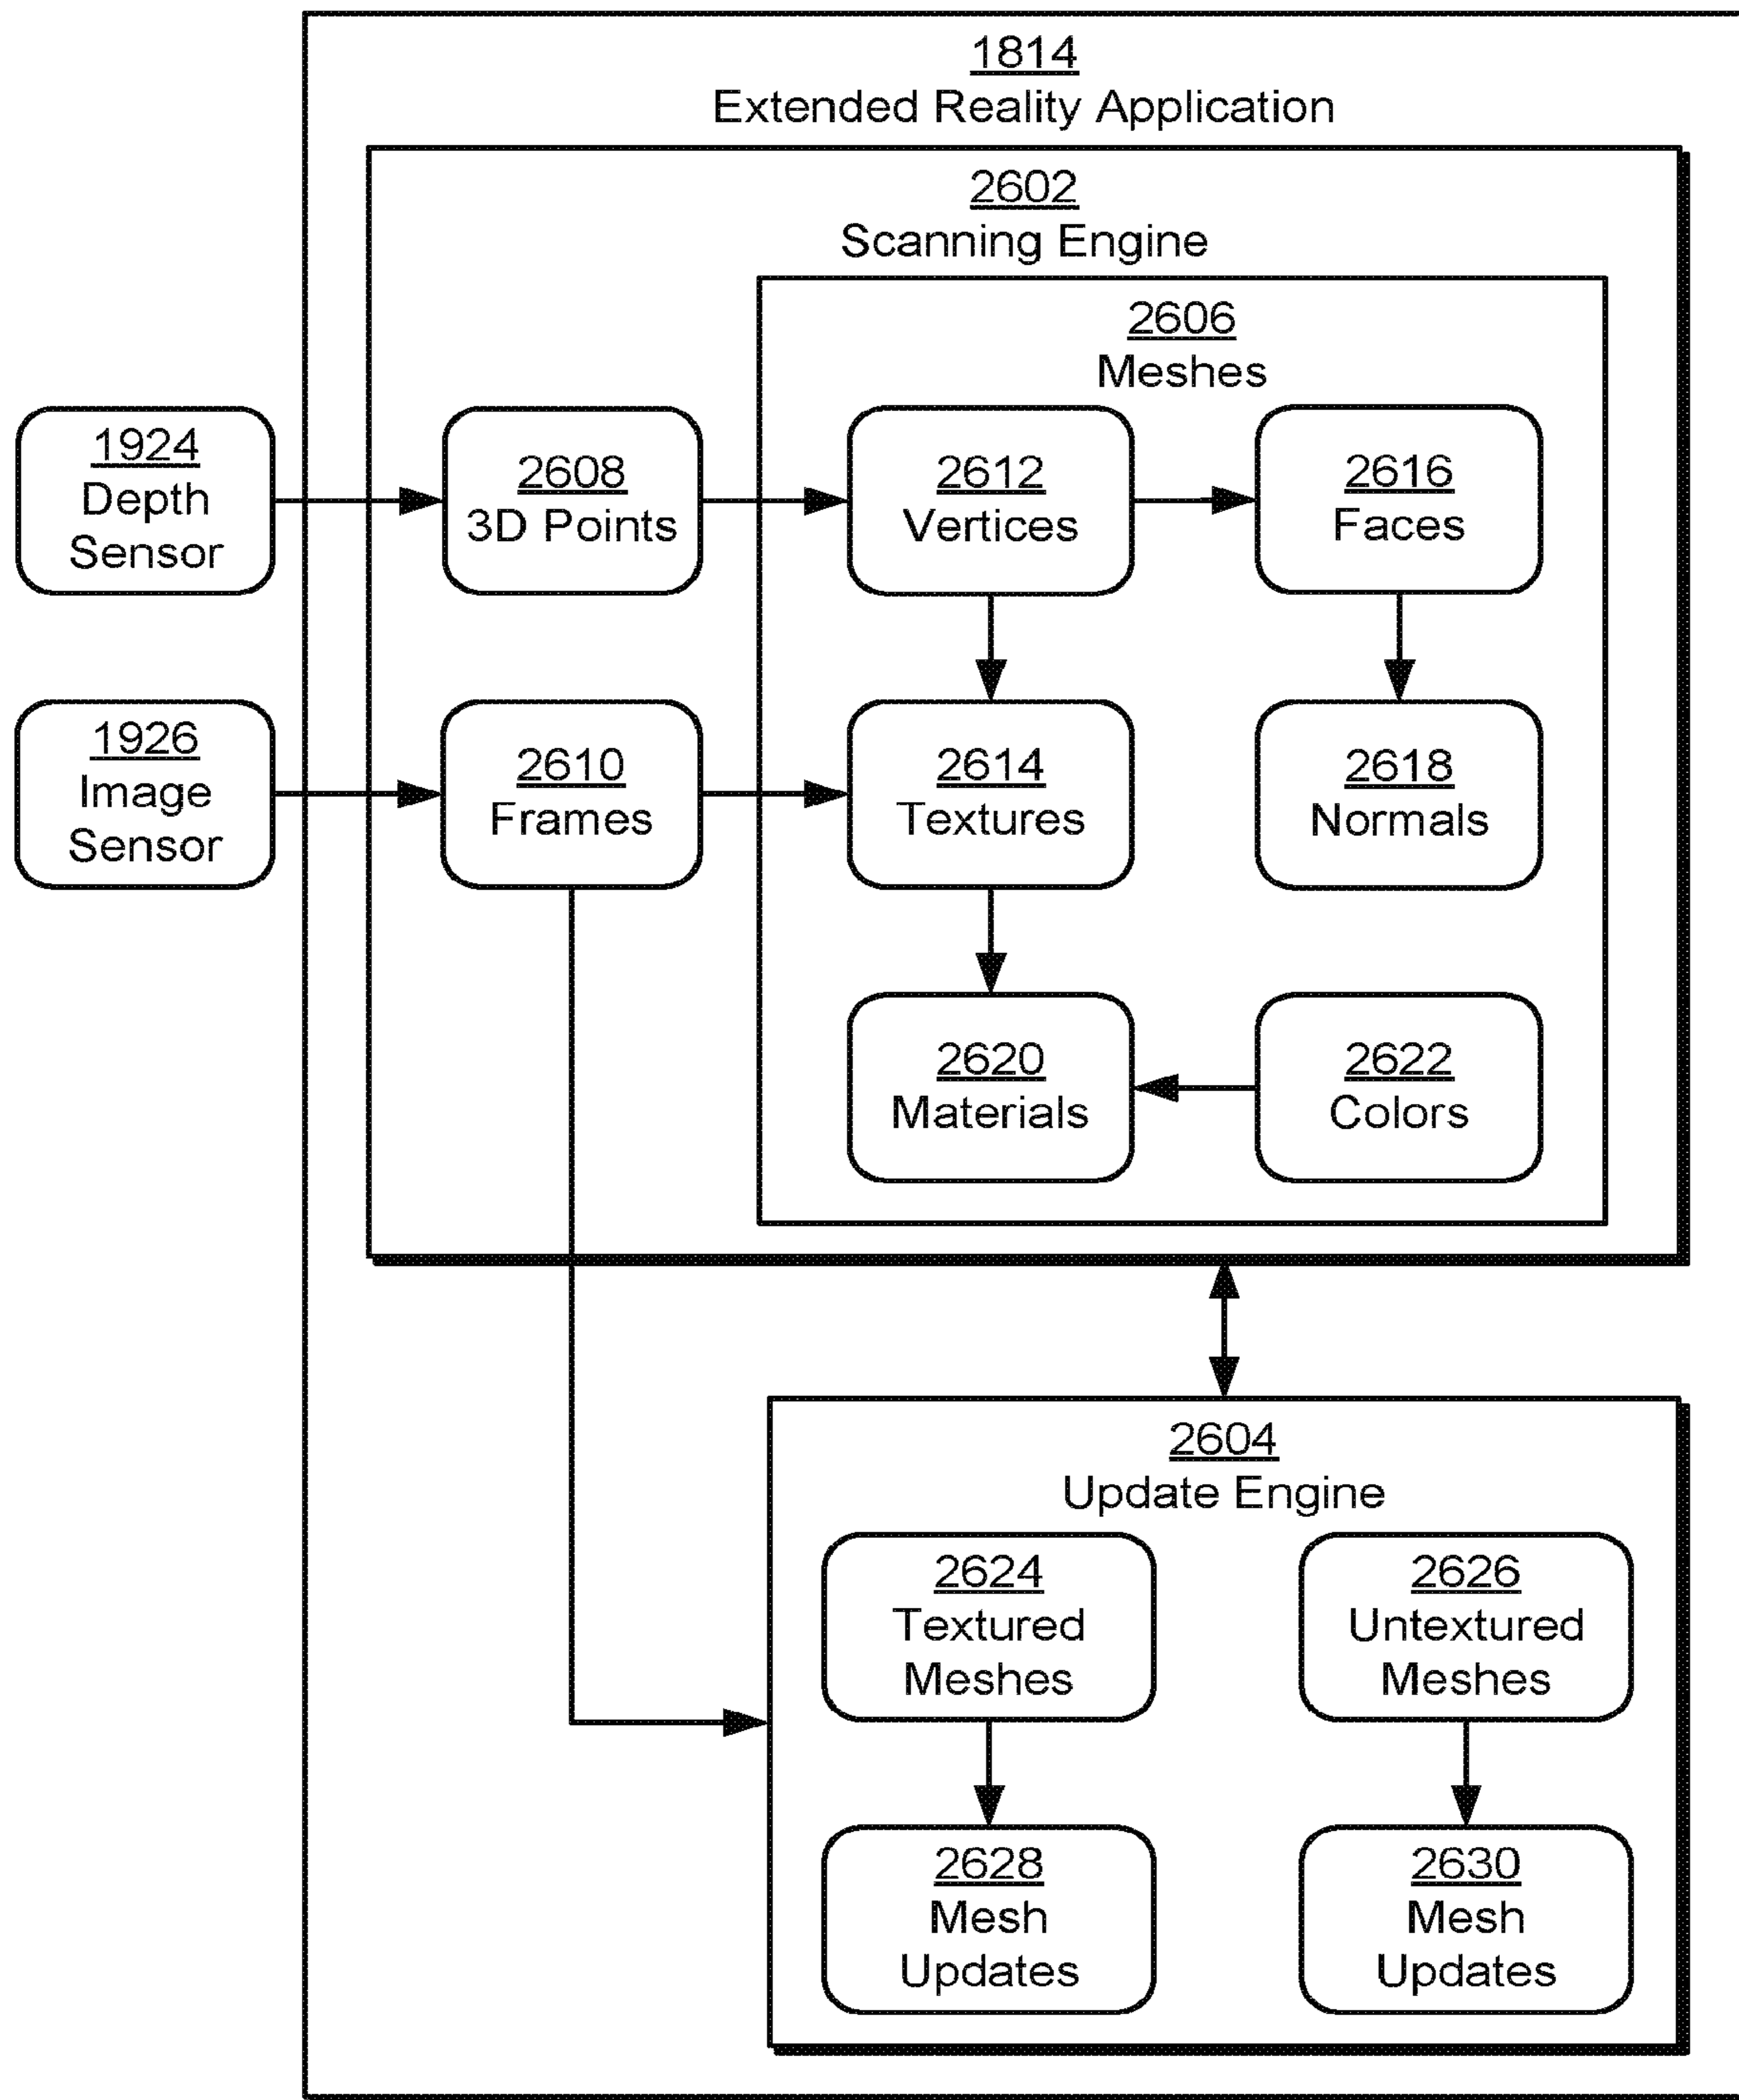 1814
Extended Reality Application
2602
Scanning Engine
2606
Meshes
1924
Depth
Sensor
2608
3D Points
2612
Vertices
2616
Faces
1926
Image
Sensor
2610
Frames
2614
Textures
2618
Normals
2620
Materials
2622
Colors
2604
Update Engine
2624
Textured
Meshes
2626
Untextured
Meshes
2628
Mesh
Updates
2630
Mesh
Updates